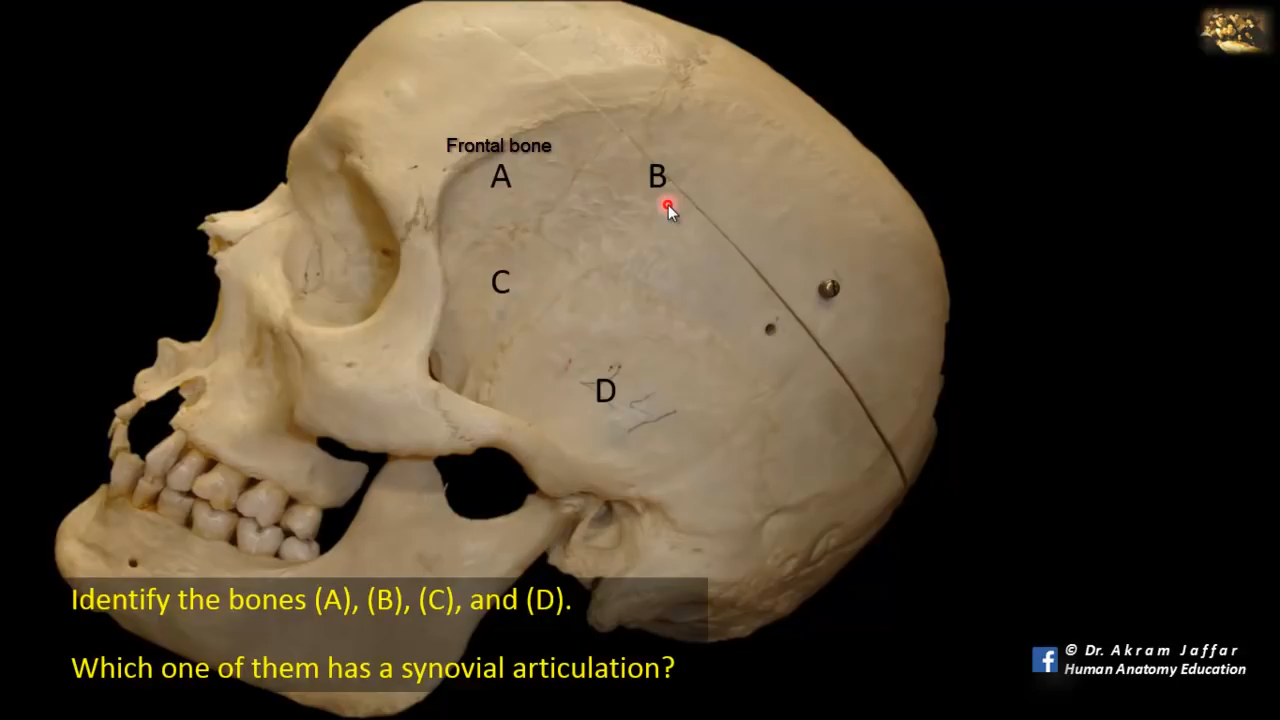 Frontal bone
A
B
C
D
Identify the bones (A), (B), (C), and (D).
Which one of them has a synovial articulation?
f © Dr. Akram Jaffar
Human Anatomy Education